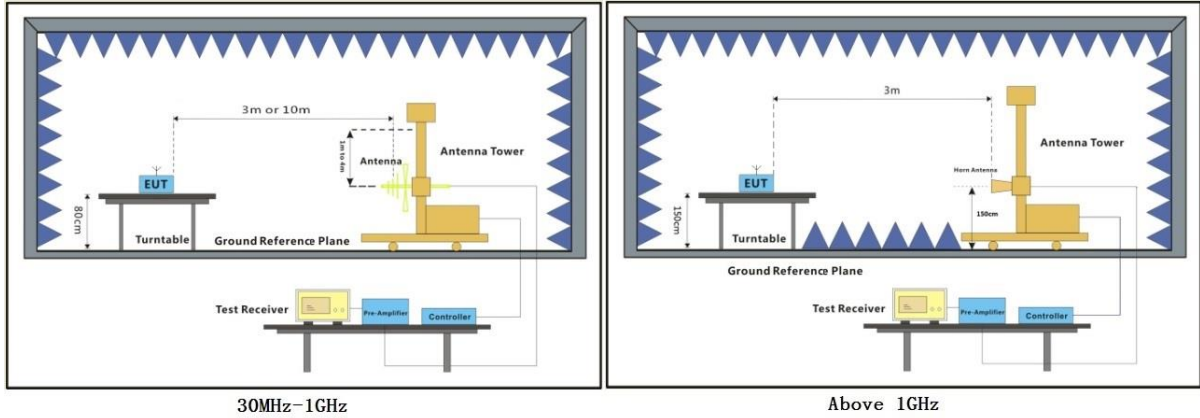 3m or 10m
1m to 4m
Antenna
Antenna Tower
EUT
80cm
Turntable
Ground Reference Plane
Test Receiver
Pre-Amplifier
Controller
30MHz-1GHz
3m
Antenna Tower
Horn Antenna
EUT
150cm
150cm
Turntable
Ground Reference Plane
Test Receiver
Pre-Amplifier
Controller
Above 1GHz